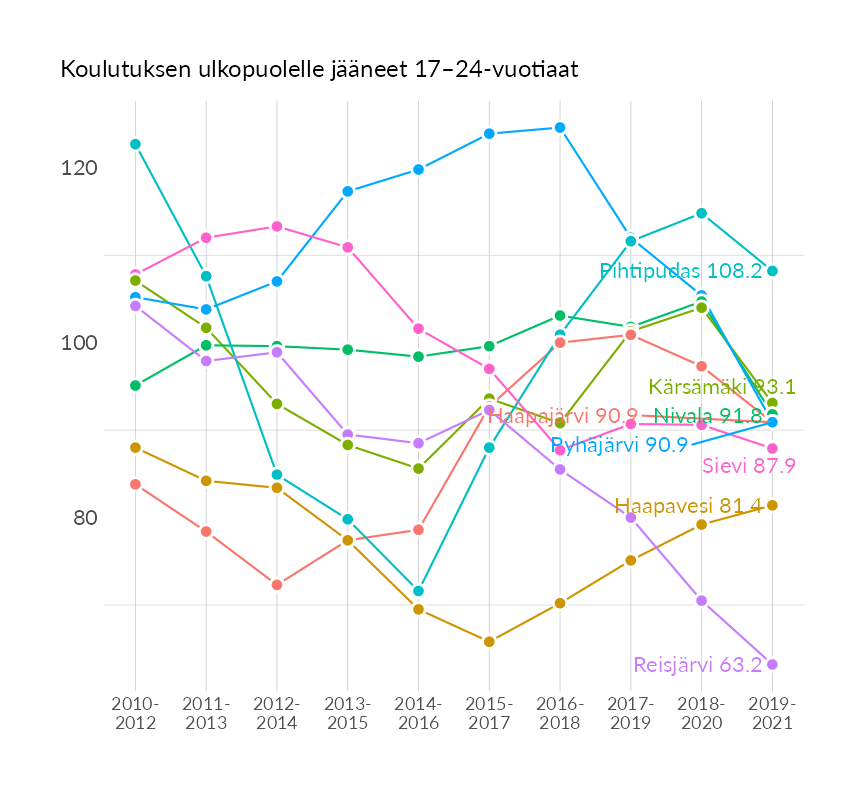 Koulutuksen ulkopuolelle jääneet 17–24-vuotiaat
120
100
80
Pihtipudas 108.2
Kärsämäki 93.1
Haapajärvi 90.9
Nivala 91.8
Pyhäjärvi 90.9
Sievi 87.9
Haapavesi 81.4
Reisjärvi 63.2
2010- 2011- 2012- 2013- 2014- 2015- 2016- 2017- 2018- 2019-
2012 2013 2014 2015 2016 2017 2018 2019 2020 2021